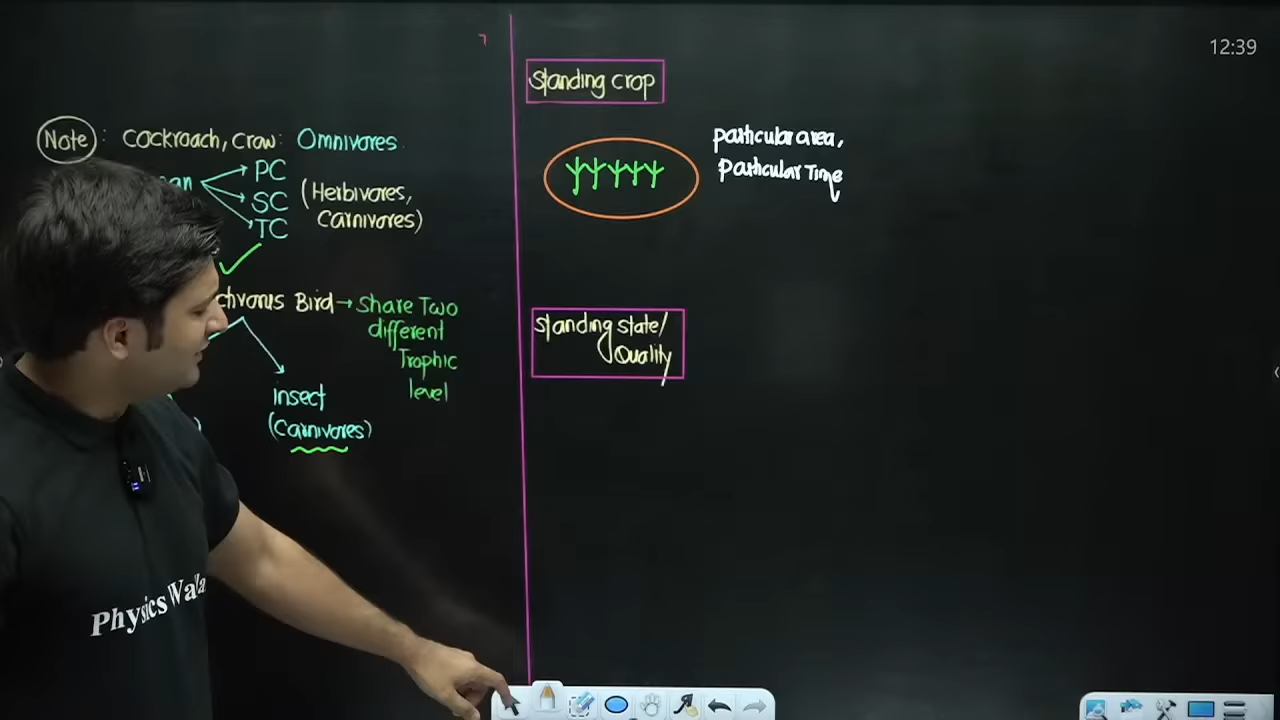 12:39
Note : Cockroach, Crow: Omnivores
PC
SC
TC
(Herbivores,
Carnivores)
Bird → Share Two
different
Trophic
level
insect
(Carnivores)
Standing crop
particular area,
particular Time
Standing state/
Quality
Physics Walla